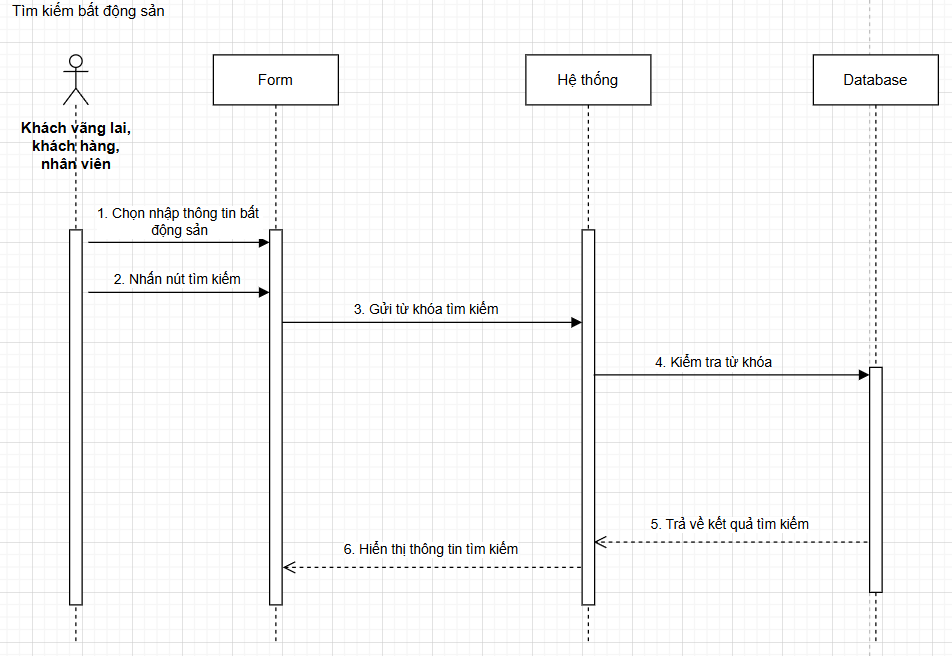 Tìm kiếm bất động sản
Form
Hệ thống
Database
Khách vãng lai,
khách hàng,
nhân viên
1. Chọn nhập thông tin bất
động sản
2. Nhấn nút tìm kiếm
3. Gửi từ khóa tìm kiếm
4. Kiểm tra từ khóa
5. Trả về kết quả tìm kiếm
6. Hiển thị thông tin tìm kiếm